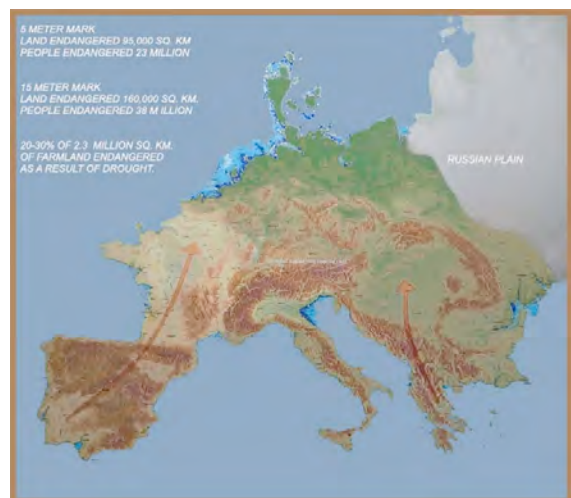 5 METER MARK
LAND ENDANGERED 95,000 SQ. KM
PEOPLE ENDANGERED 23 MILLION
15 METER MARK
LAND ENDANGERED 160,000 SQ. KM.
PEOPLE ENDANGERED 38 M ILLION
20-30% OF 2.3 MILLION SQ. KM.
OF FARMLAND ENDANGERED
AS A RESULT OF DROUGHT.
RUSSIAN PLAIN